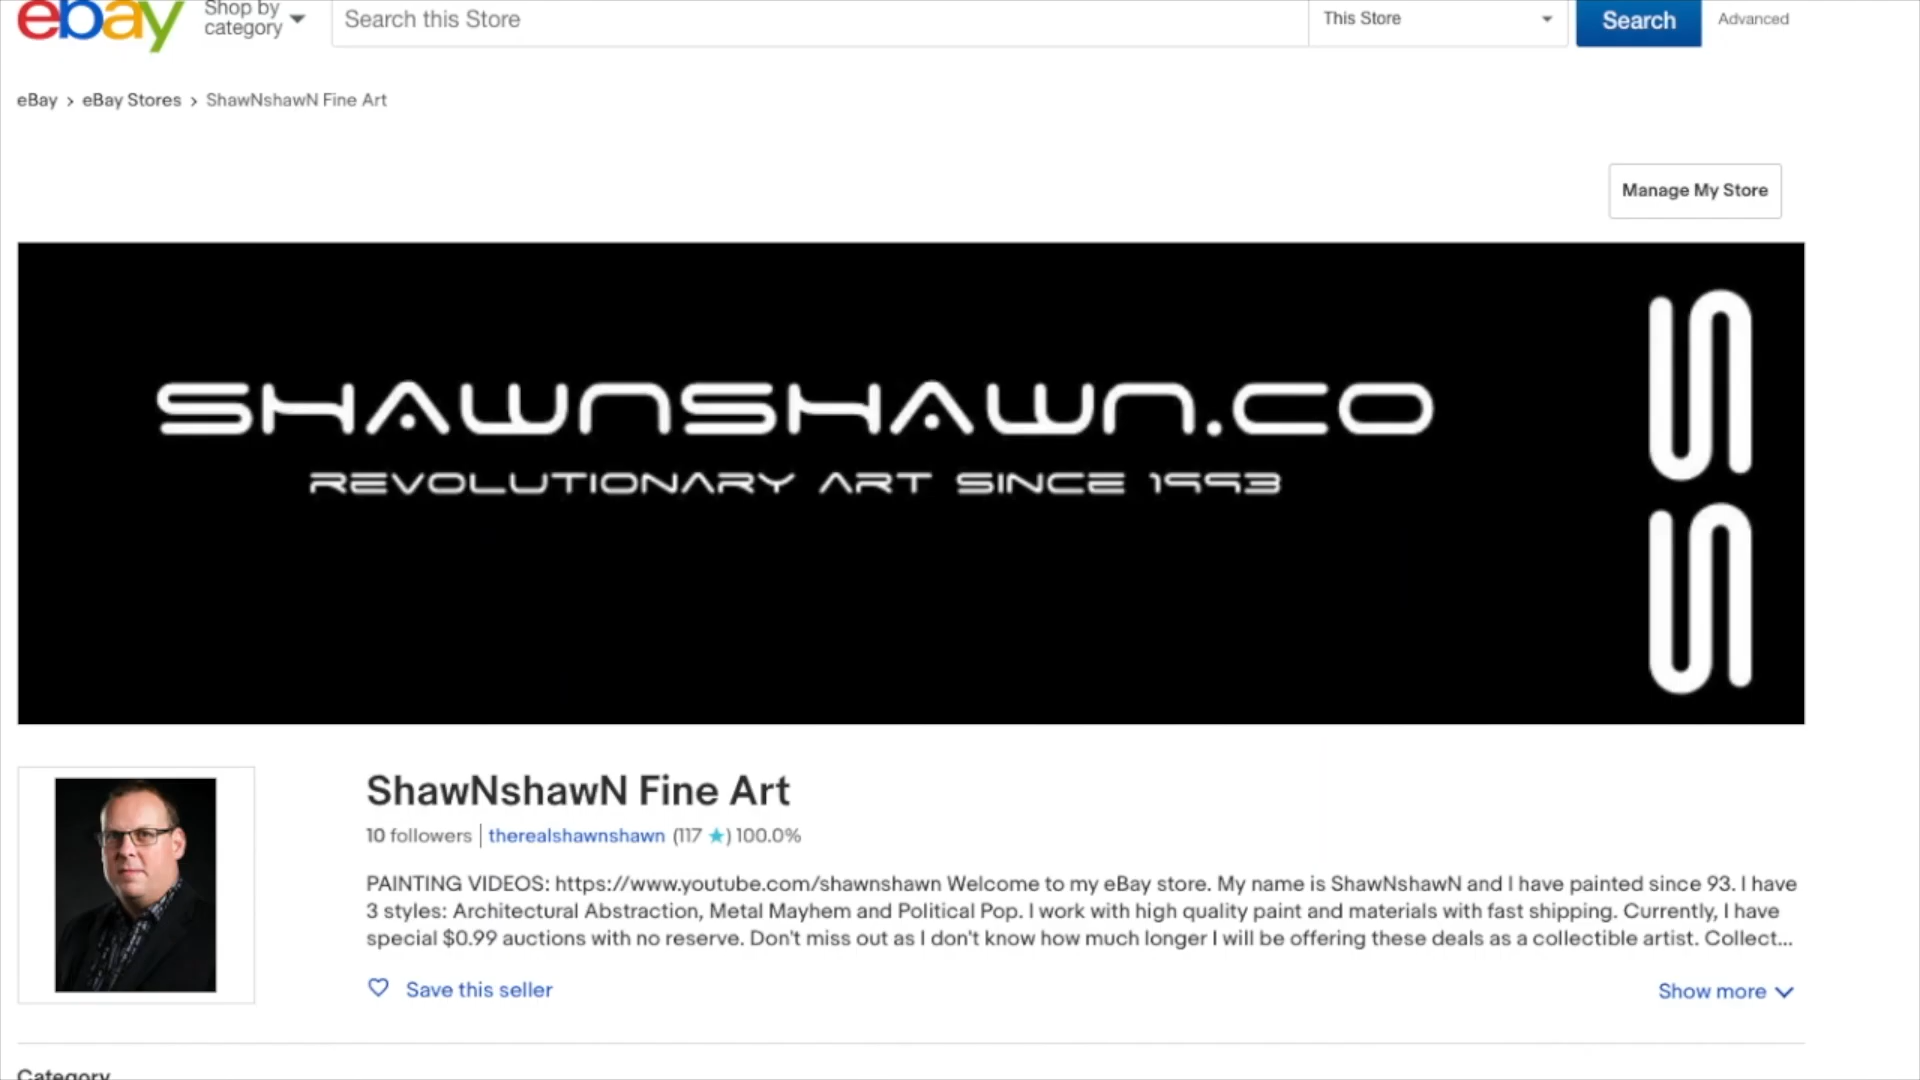 ebay
Shop by
category
Search this Store
This Store
Search
Advanced
eBay > eBay Stores > ShawNshawN Fine Art
Manage My Store
SHAWNSHAWN.CO
REVOLUTIONARY ART SINCE 1993
SS
ShawNshawN Fine Art
10 followers | therealshawnshawn (117 ★) 100.0%
PAINTING VIDEOS: https://www.youtube.com/shawnshawn Welcome to my eBay store. My name is ShawNshawN and I have painted since 93. I have
3 styles: Architectural Abstraction, Metal Mayhem and Political Pop. I work with high quality paint and materials with fast shipping. Currently, I have
special $0.99 auctions with no reserve. Don't miss out as I don't know how much longer I will be offering these deals as a collectible artist. Collect...
Save this seller
Show more
Category